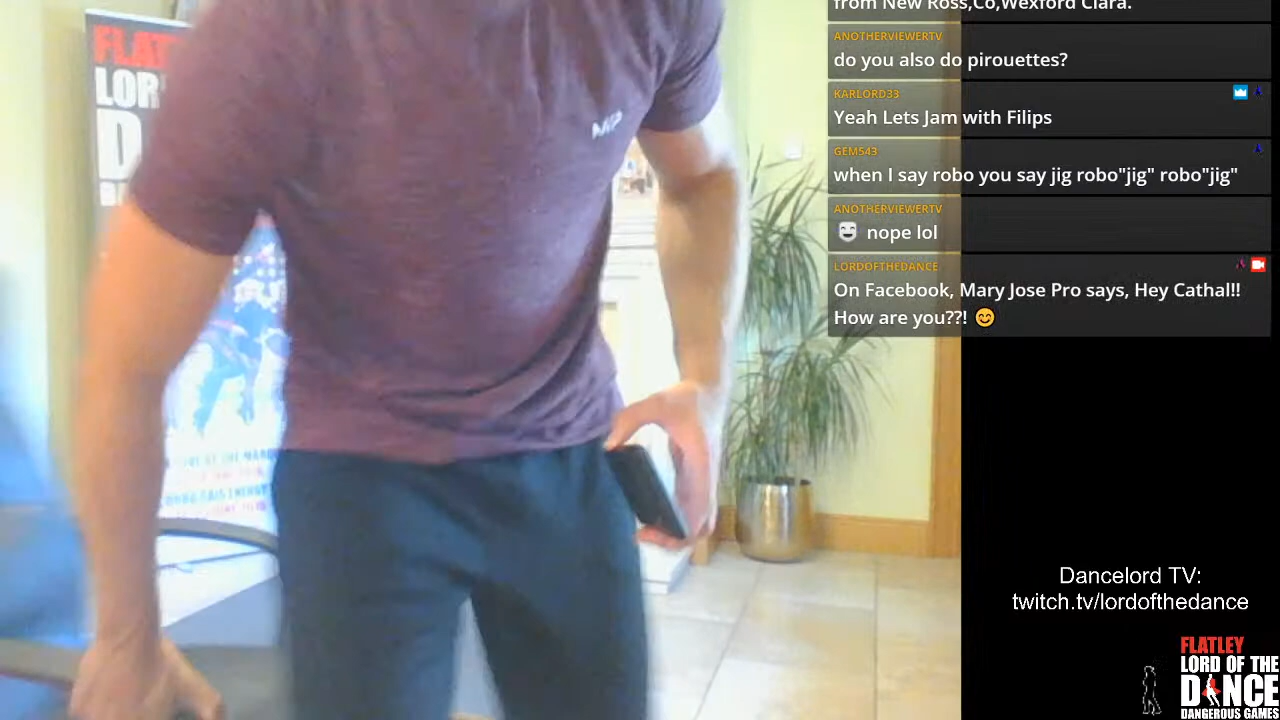 from New Ross,Co,Wexford Clara.
ANOTHERVIEWERTV
do you also do pirouettes?
KARLORD33
Yeah Lets Jam with Filips
GEM543
when I say robo you say jig robo"jig" robo"jig"
ANOTHERVIEWERTV
nope lol
LORDOFTHEDANCE
On Facebook, Mary Jose Pro says, Hey Cathal!!
How are you??!
FLAT
LOR
D
MP
Dancelord TV:
twitch.tv/lordofthedance
FLATLEY
LORD OF THE
DANCE
DANGEROUS GAMES